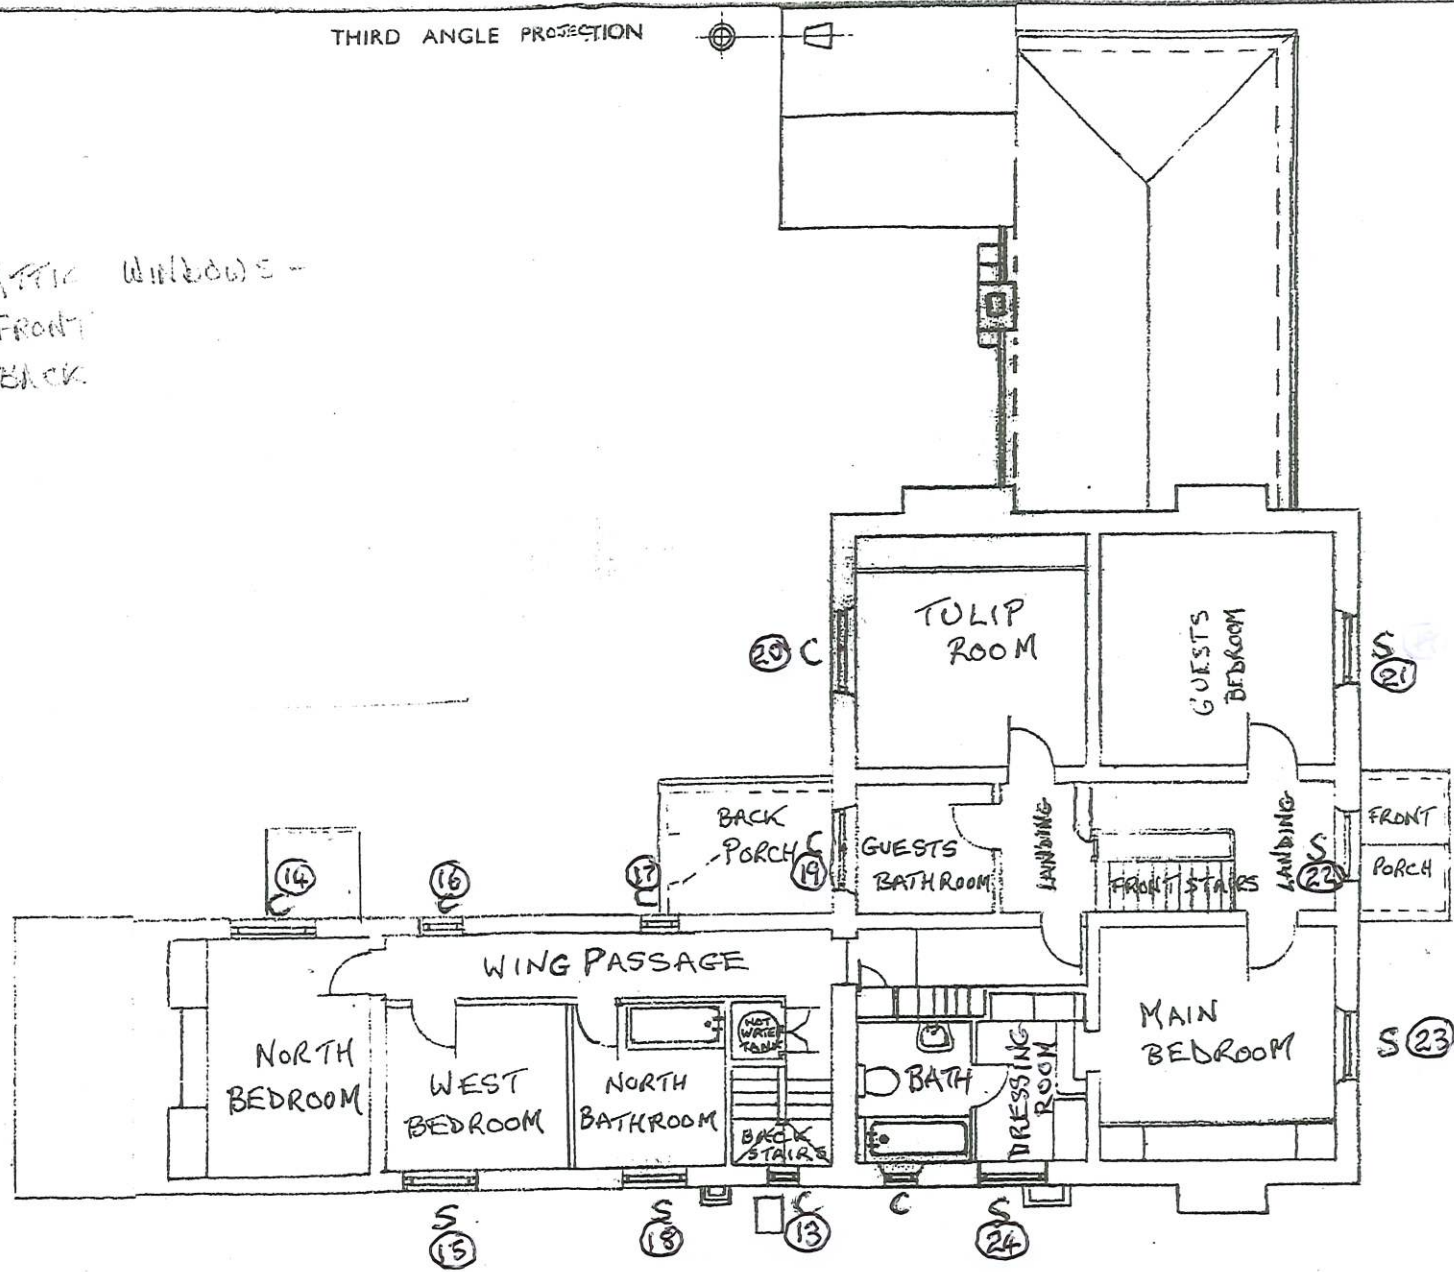 THIRD ANGLE PROJECTION
ATTIC WINDOWS -
FRONT
BACK
TULIP
ROOM
GUESTS
BEDROOM
20 C
S
21
BACK
PORCH
C
19
GUESTS
BATHROOM
LANDING
FRONT STAIRS
LANDING
S
22
FRONT
PORCH
14
C
16
C
17
C
WING PASSAGE
NORTH
BEDROOM
WEST
BEDROOM
NORTH
BATHROOM
HOT
WATER
TANK
BACK
STAIRS
BATH
DRESSING
ROOM
MAIN
BEDROOM
S 23
S
15
S
18
C
13
C
S
24